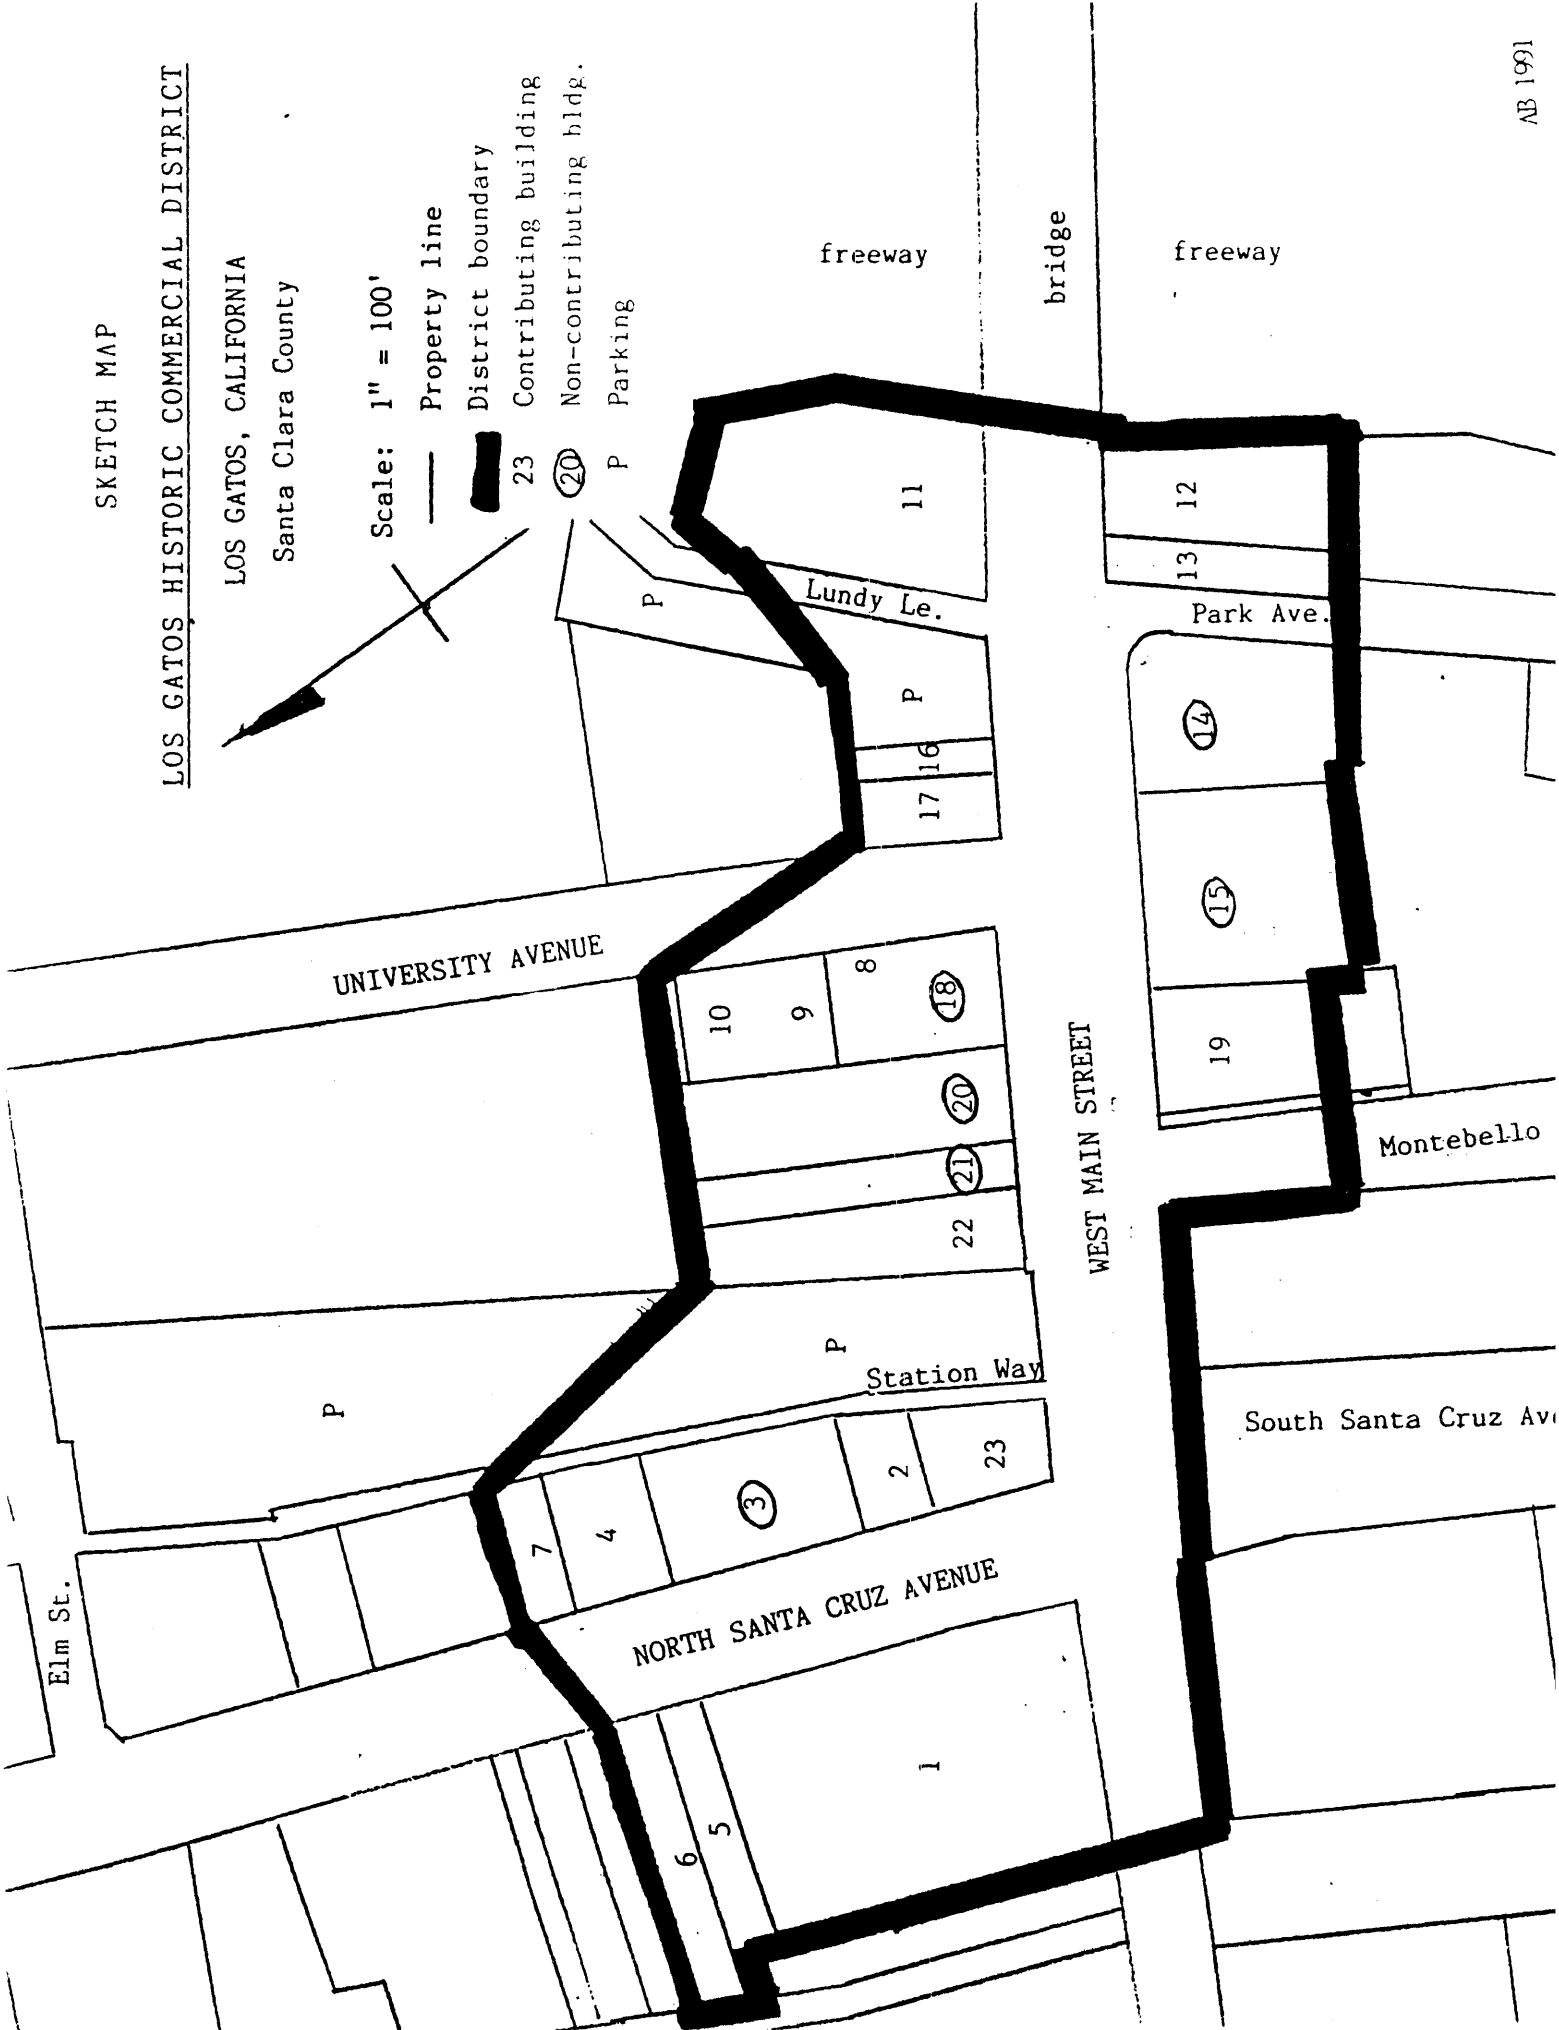 SKETCH MAP
LOS GATOS HISTORIC COMMERCIAL DISTRICT
LOS GATOS, CALIFORNIA
Santa Clara County
Scale: 1" = 100'
Property line
District boundary
23 Contributing building
20 Non-contributing bldg.
P Parking
Elm St.
P
UNIVERSITY AVENUE
P
Lundy Le.
11
freeway
bridge
freeway
6
5
7
4
3
2
23
NORTH SANTA CRUZ AVENUE
1
P
Station Way
10
9
8
18
20
21
22
17
16
P
WEST MAIN STREET
12
13
Park Ave.
14
15
19
Montebello
South Santa Cruz Av
AB 1991